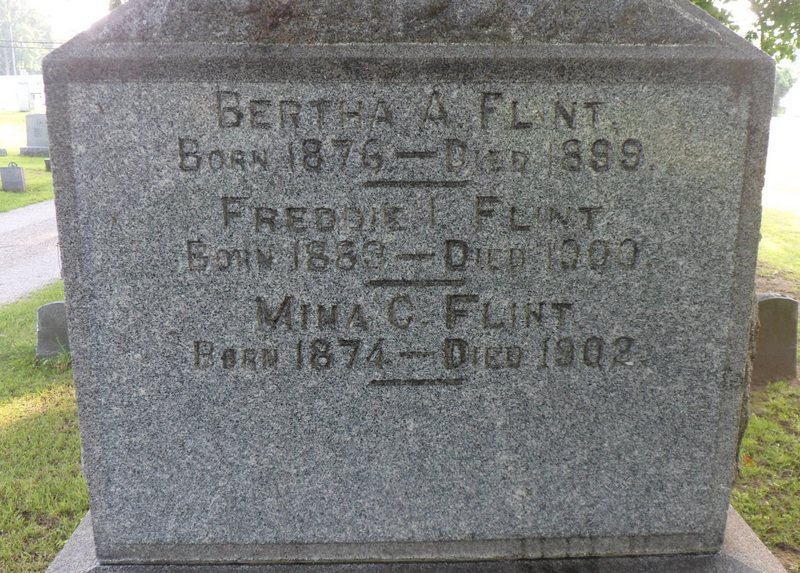 BERTHA A. FLINT.
BORN 1876 — DIED 1899.
FREDDIE I. FLINT.
BORN 1883 — DIED 1900.
MINA C. FLINT
BORN 1874 — DIED 1902.